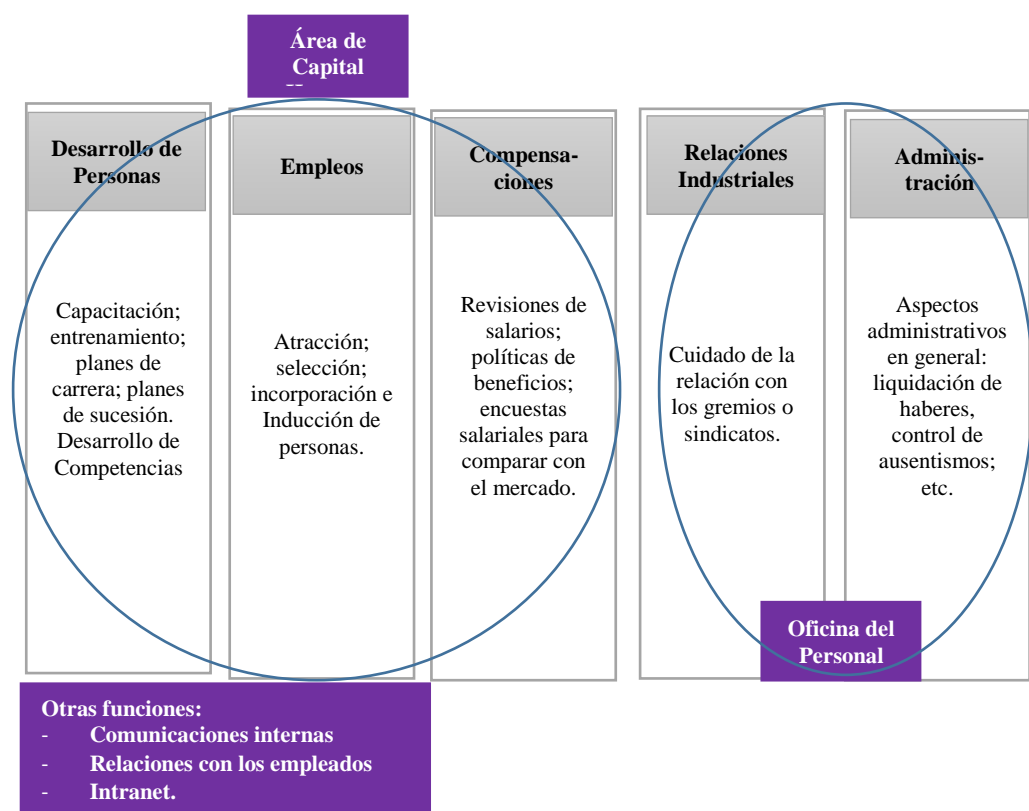 Área de
Capital
Desarrollo de
Personas
Empleos
Compensa-
ciones
Relaciones
Industriales
Adminis-
tración
Capacitación;
entrenamiento;
planes de
carrera; planes
de sucesión.
Desarrollo de
Competencias
Atracción;
selección;
incorporación e
Inducción de
personas.
Revisiones de
salarios;
políticas de
beneficios;
encuestas
salariales para
comparar con
el mercado.
Cuidado de la
relación con
los gremios o
sindicatos.
Aspectos
administrativos
en general:
liquidación de
haberes,
control de
ausentismos;
etc.
Oficina del
Personal
Otras funciones:
- Comunicaciones internas
- Relaciones con los empleados
- Intranet.